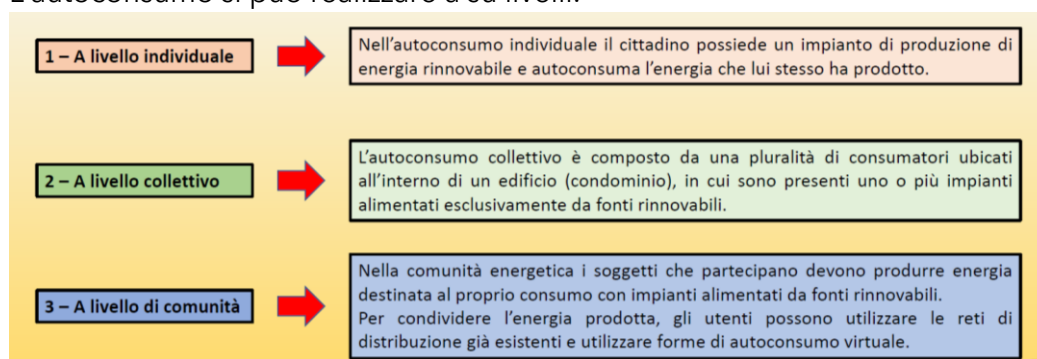 1 – A livello individuale
Nell'autoconsumo individuale il cittadino possiede un impianto di produzione di
energia rinnovabile e autoconsuma l'energia che lui stesso ha prodotto.
2 – A livello collettivo
L'autoconsumo collettivo è composto da una pluralità di consumatori ubicati
all'interno di un edificio (condominio), in cui sono presenti uno o più impianti
alimentati esclusivamente da fonti rinnovabili.
3 – A livello di comunità
Nella comunità energetica i soggetti che partecipano devono produrre energia
destinata al proprio consumo con impianti alimentati da fonti rinnovabili.
Per condividere l'energia prodotta, gli utenti possono utilizzare le reti di
distribuzione già esistenti e utilizzare forme di autoconsumo virtuale.